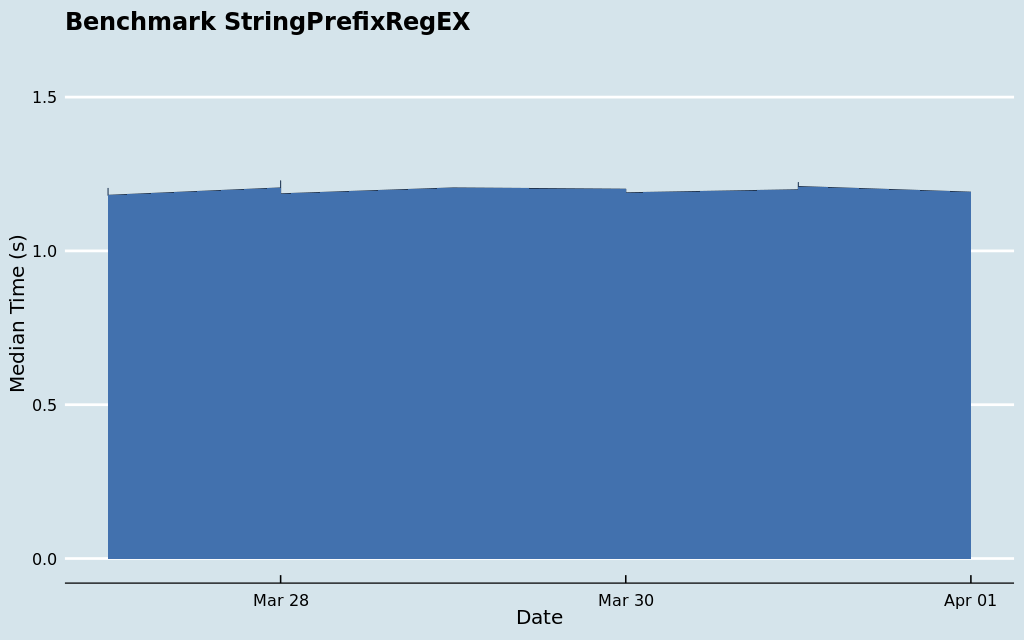 Benchmark StringPrefixRegEX
1.5
1.0
0.5
0.0
Median Time (s)
Mar 28
Mar 30
Apr 01
Date